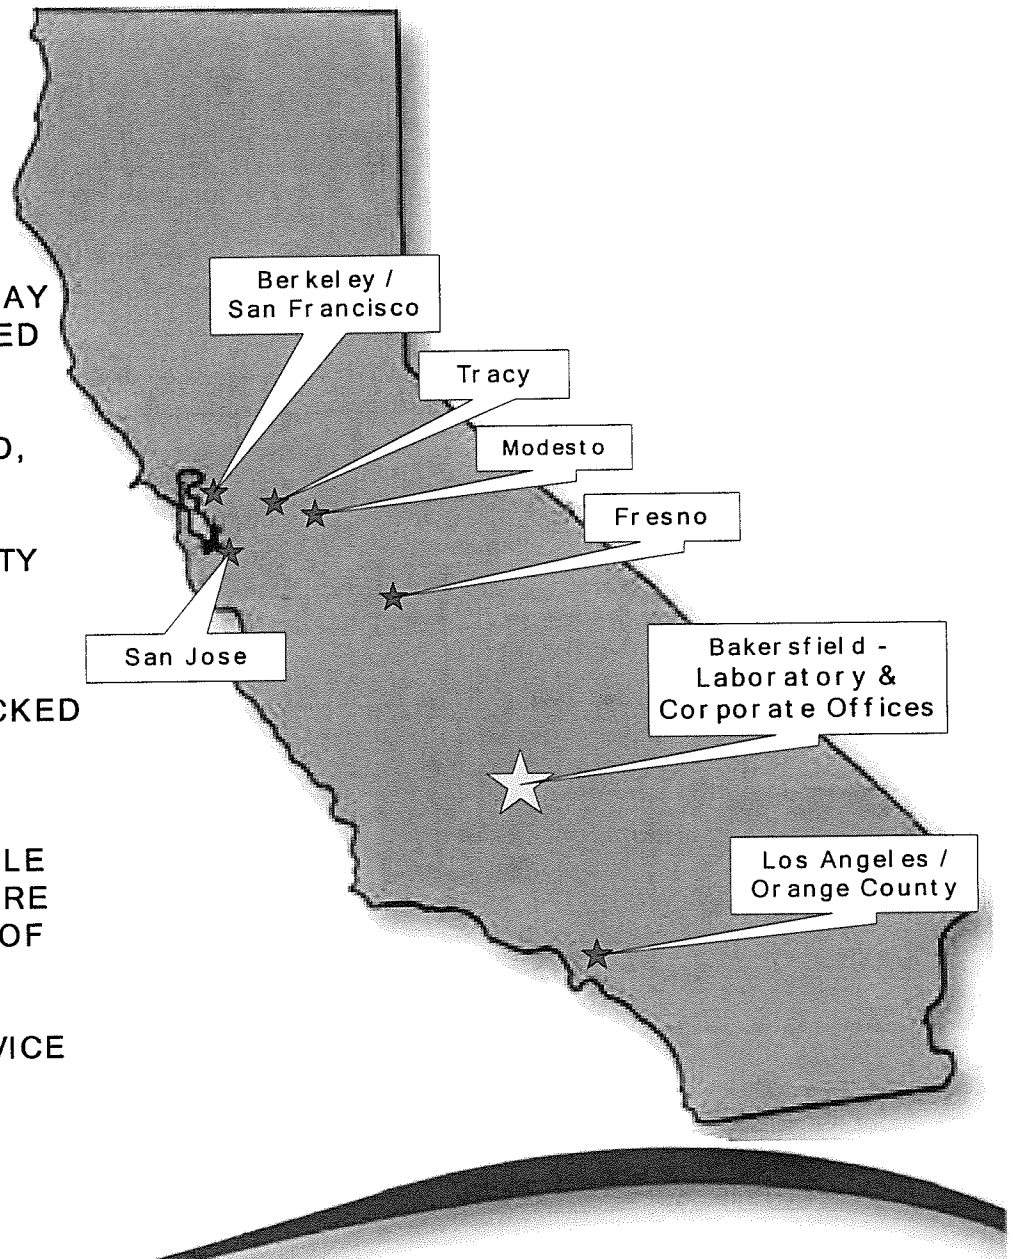 AY
ED
D,
TY
CKED
LE
RE
OF
VICE
Berkeley /
San Francisco
Tracy
Modesto
Fresno
San Jose
Bakersfield -
Laboratory &
Corporate Offices
Los Angeles /
Orange County